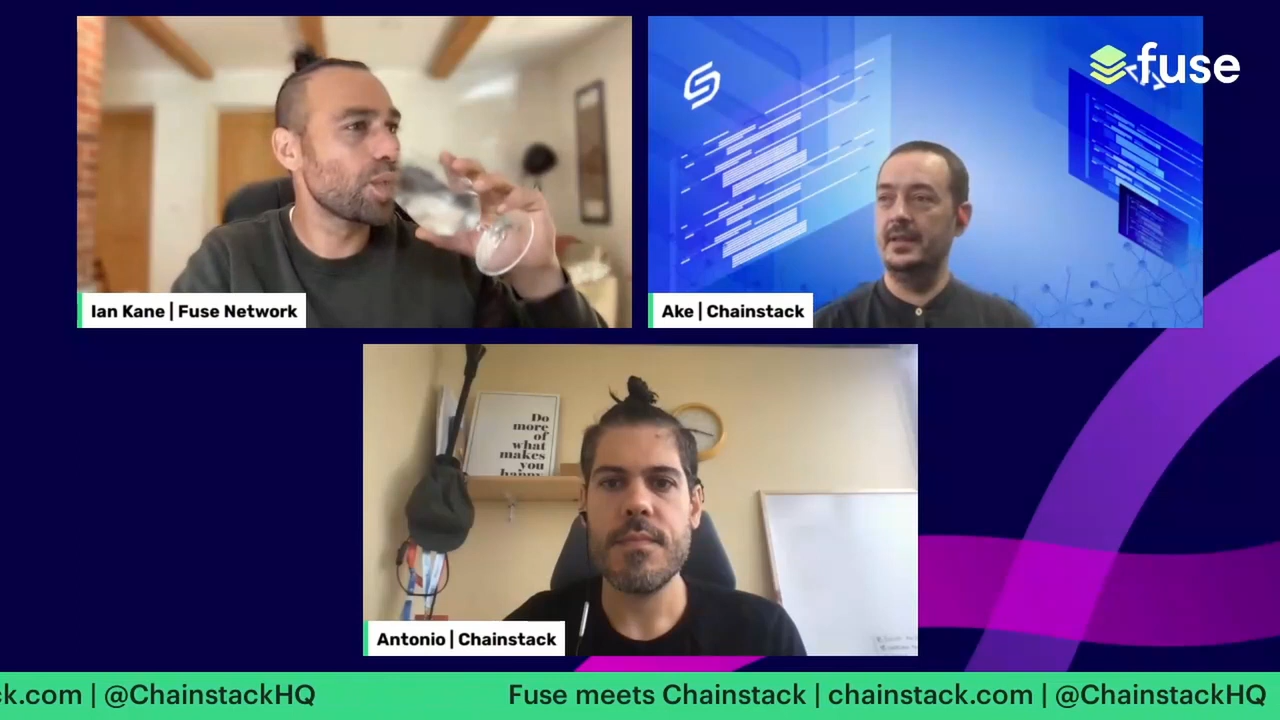 fuse
Ian Kane | Fuse Network
Ake | Chainstack
Do
more
of
what
makes
you
happy
Antonio | Chainstack
ck.com | @ChainstackHQ
Fuse meets Chainstack | chainstack.com | @ChainstackHQ